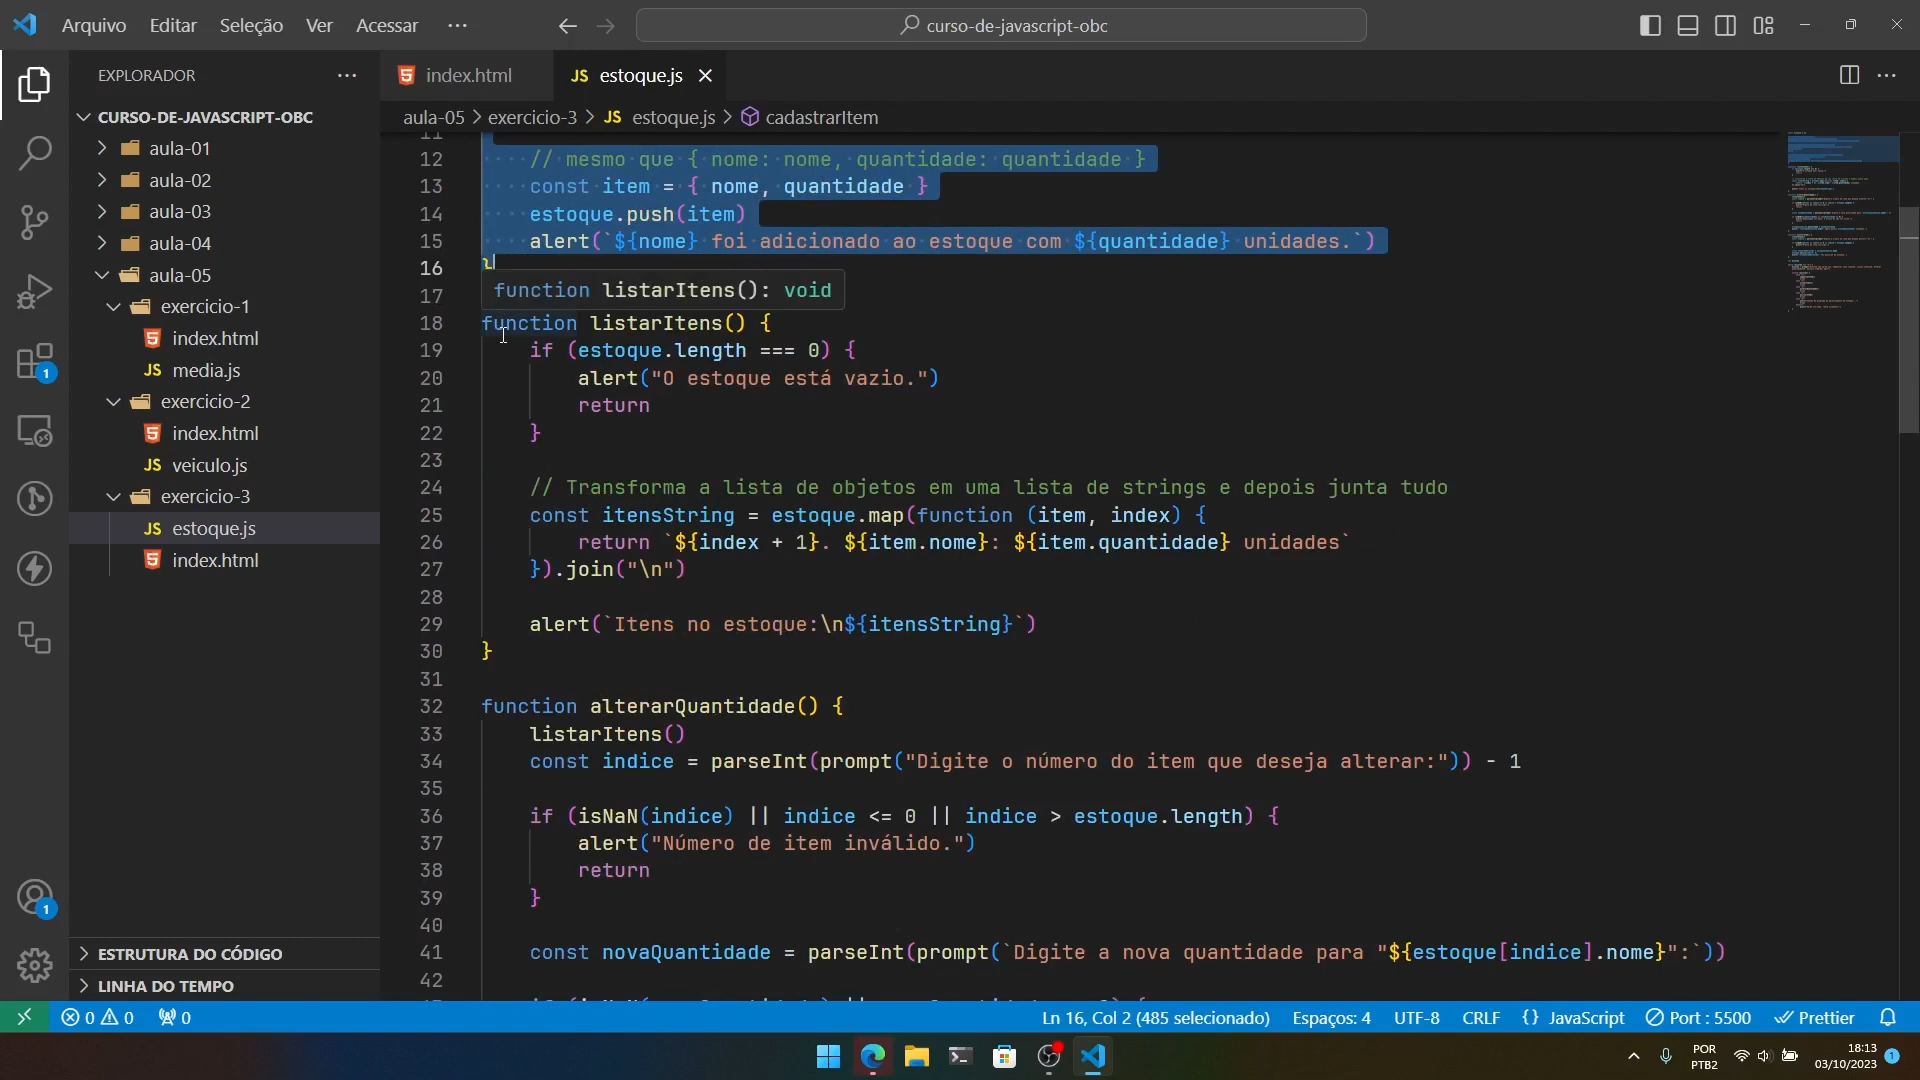 Arquivo Editar Seleção Ver Acessar ··· curso-de-javascript-obc
EXPLORADOR ···
CURSO-DE-JAVASCRIPT-OBC
aula-01
aula-02
aula-03
aula-04
aula-05
exercicio-1
index.html
JS media.js
exercicio-2
index.html
JS veiculo.js
exercicio-3
JS estoque.js
index.html
ESTRUTURA DO CÓDIGO
LINHA DO TEMPO
1
1
index.html JS estoque.js
aula-05 > exercicio-3 > JS estoque.js > cadastrarItem
11
12 // mesmo que { nome: nome, quantidade: quantidade }
13 const item = { nome, quantidade }
14 estoque.push(item)
15 alert(`${nome} foi adicionado ao estoque com ${quantidade} unidades.`)
16 }
17 function listarItens(): void
18 function listarItens() {
19 if (estoque.length === 0) {
20 alert("O estoque está vazio.")
21 return
22 }
23
24 // Transforma a lista de objetos em uma lista de strings e depois junta tudo
25 const itensString = estoque.map(function (item, index) {
26 return `${index + 1}. ${item.nome}: ${item.quantidade} unidades`
27 }).join("\n")
28
29 alert(`Itens no estoque:\n${itensString}`)
30 }
31
32 function alterarQuantidade() {
33 listarItens()
34 const indice = parseInt(prompt("Digite o número do item que deseja alterar:")) - 1
35
36 if (isNaN(indice) || indice <= 0 || indice > estoque.length) {
37 alert("Número de item inválido.")
38 return
39 }
40
41 const novaQuantidade = parseInt(prompt(`Digite a nova quantidade para "${estoque[indice].nome}":`))
42
0 0 0 Ln 16, Col 2 (485 selecionado) Espaços: 4 UTF-8 CRLF {} JavaScript Port : 5500 Prettier
POR
PTB2
18:13
03/10/2023
1